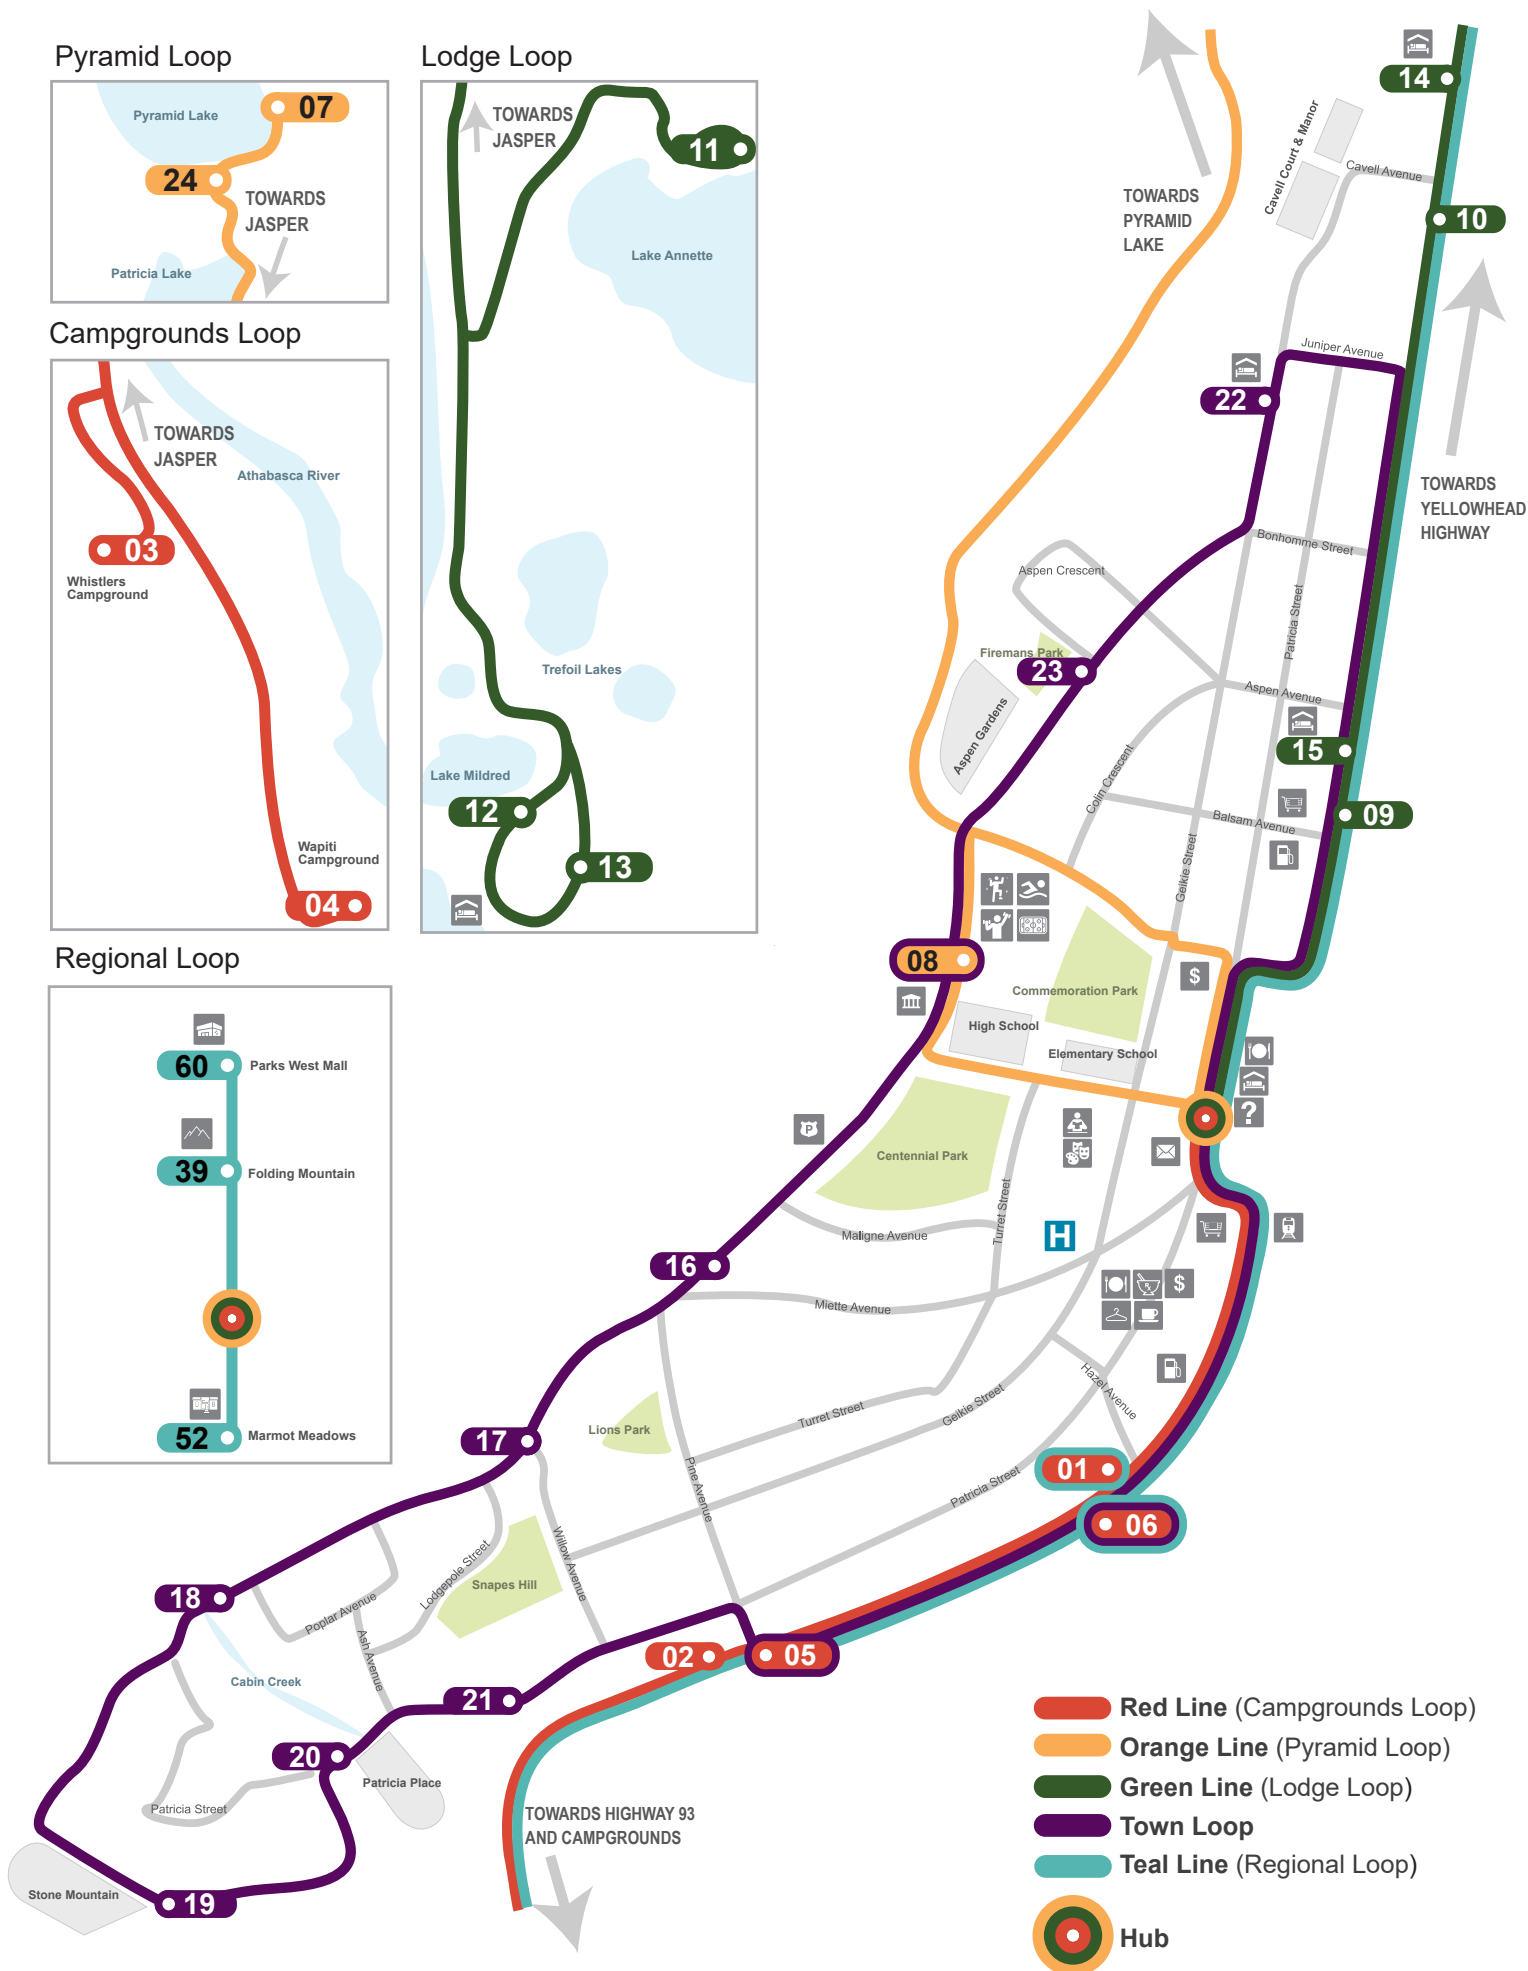 Pyramid Loop
Pyramid Lake
07
24
TOWARDS
JASPER
Patricia Lake
Lodge Loop
TOWARDS
JASPER
11
Lake Annette
Trefoil Lakes
Lake Mildred
12
13
Campgrounds Loop
TOWARDS
JASPER
Athabasca River
03
Whistlers
Campground
Wapiti
Campground
04
Regional Loop
60
Parks West Mall
39
Folding Mountain
52
Marmot Meadows
14
Cavell Court & Manor
Cavell Avenue
10
TOWARDS
PYRAMID
LAKE
Juniper Avenue
22
TOWARDS
YELLOWHEAD
HIGHWAY
Bonhomme Street
Aspen Crescent
Patricia Street
Firemans Park
23
Aspen Gardens
Aspen Avenue
15
Colin Crescent
09
Balsam Avenue
Geikie Street
08
$
Commemoration Park
High School
Elementary School
?
P
Centennial Park
Turret Street
Maligne Avenue
H
16
Miette Avenue
$
Hazel Avenue
Lions Park
Turret Street
Geikie Street
17
Pine Avenue
Patricia Street
01
06
Willow Avenue
Lodgepole Street
Snapes Hill
18
Poplar Avenue
Ash Avenue
02
05
Cabin Creek
21
20
Patricia Place
Patricia Street
TOWARDS HIGHWAY 93
AND CAMPGROUNDS
Stone Mountain
19
Red Line (Campgrounds Loop)
Orange Line (Pyramid Loop)
Green Line (Lodge Loop)
Town Loop
Teal Line (Regional Loop)
Hub